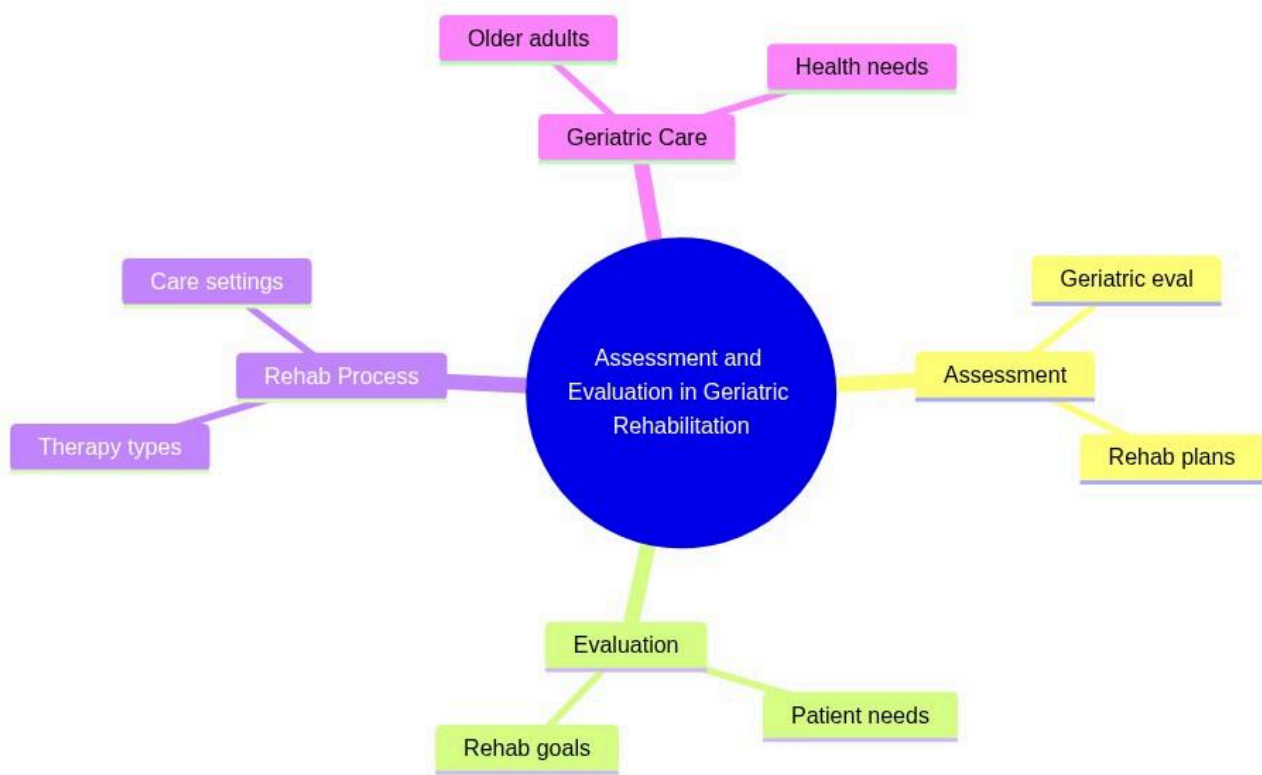 Older adults
Health needs
Geriatric Care
Care settings
Rehab Process
Therapy types
Assessment and
Evaluation in Geriatric
Rehabilitation
Geriatric eval
Assessment
Rehab plans
Evaluation
Patient needs
Rehab goals